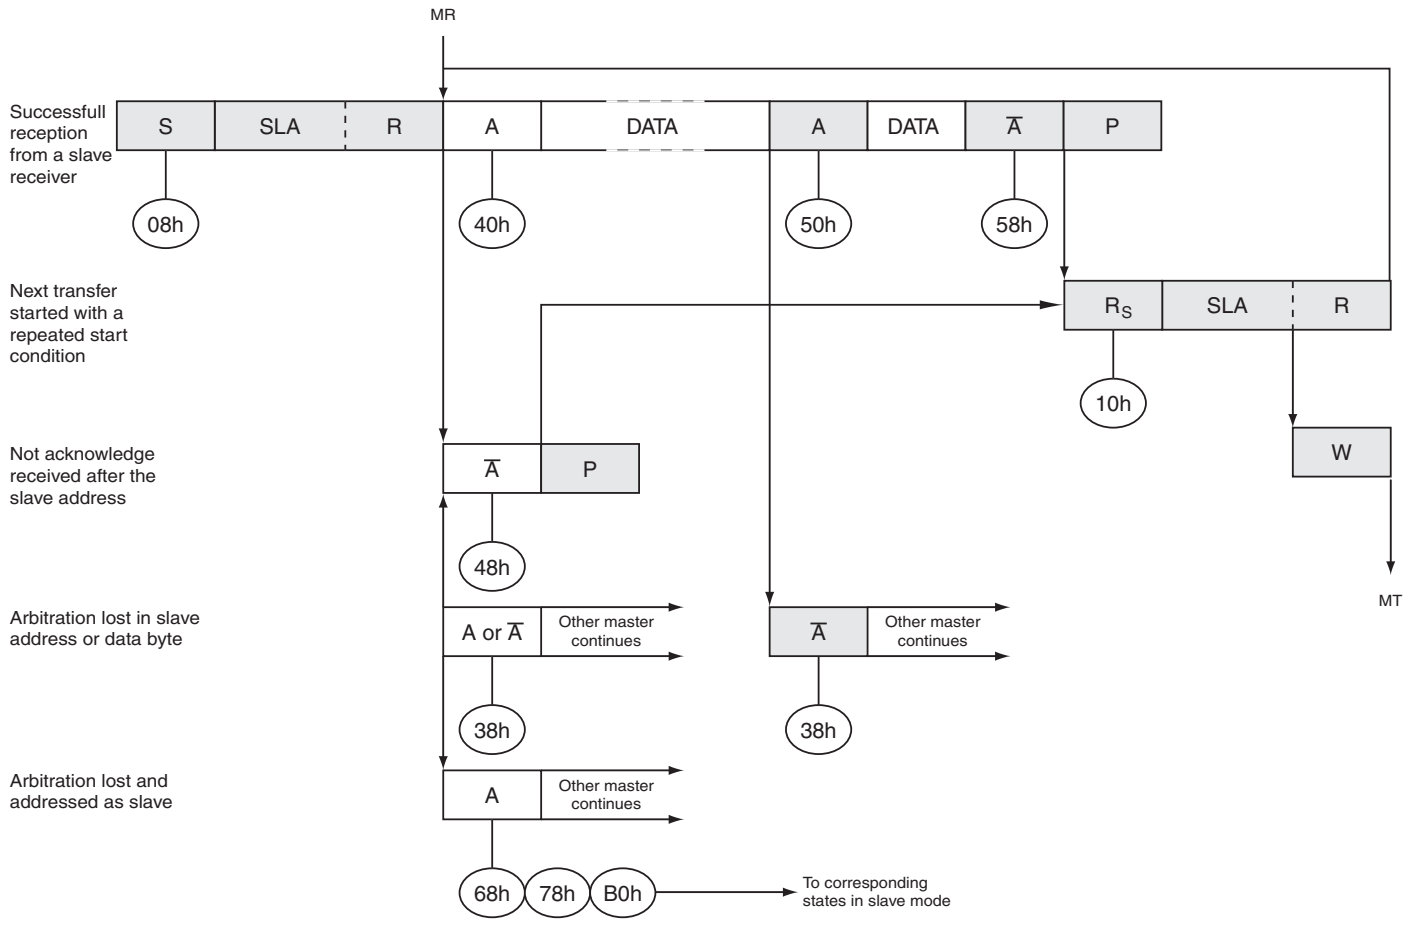 MR
Successfull
reception
from a slave
receiver
S SLA R A DATA A DATA A̅ P
08h 40h 50h 58h
Next transfer
started with a
repeated start
condition
RS SLA R
10h
Not acknowledge
received after the
slave address
A̅ P
W
48h
MT
Arbitration lost in slave
address or data byte
A or A̅
Other master
continues
A̅
Other master
continues
38h 38h
Arbitration lost and
addressed as slave
A
Other master
continues
68h 78h B0h
To corresponding
states in slave mode